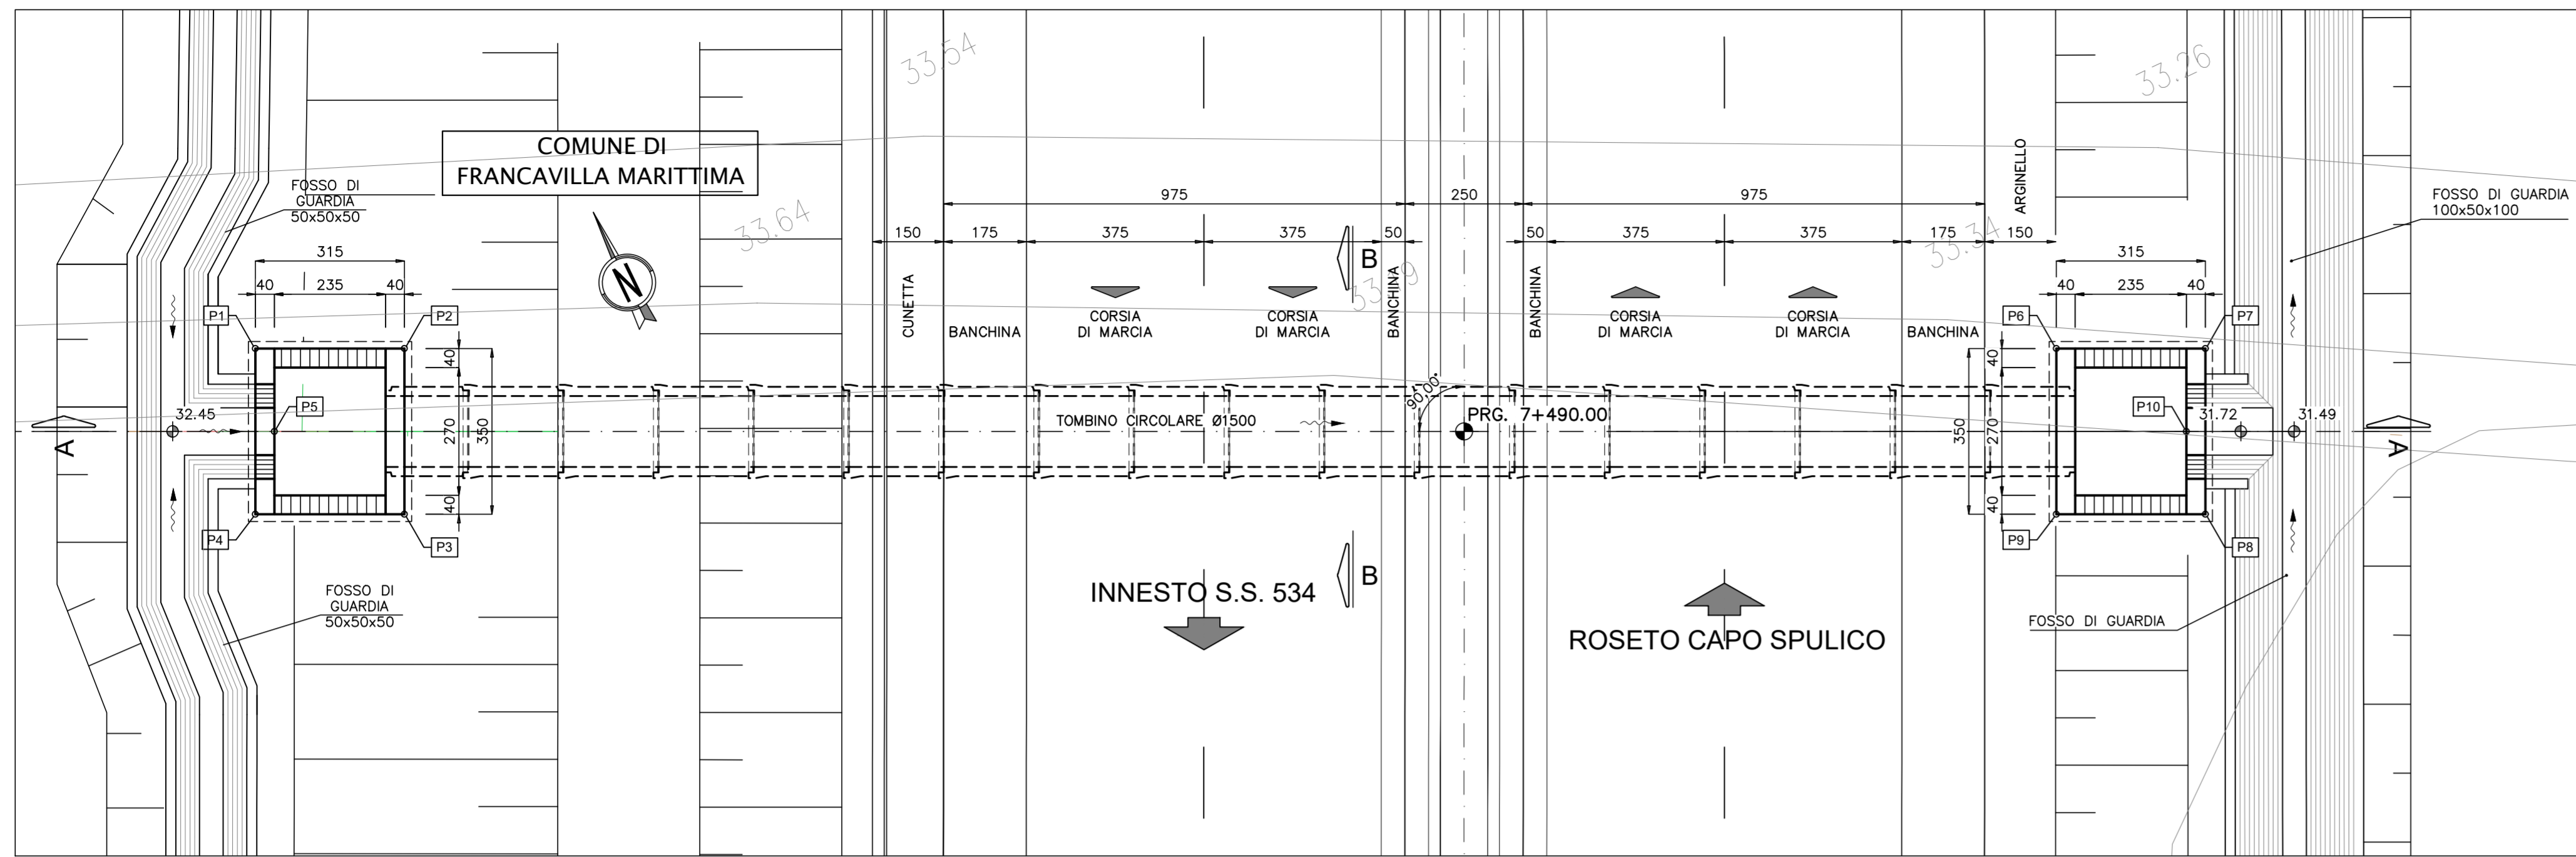 33.54
33.26
COMUNE DI
FRANCAVILLA MARITTIMA
FOSSO DI
GUARDIA
50x50x50
ARGINELLO
FOSSO DI GUARDIA
100x50x100
975
250
975
33.64
33.34
150
175
375
375
50
50
375
375
175
150
315
40
235
40
N
B
315
40
235
40
CUNETTA
BANCHINA
CORSIA
DI MARCIA
CORSIA
DI MARCIA
BANCHINA
BANCHINA
CORSIA
DI MARCIA
CORSIA
DI MARCIA
BANCHINA
P1
P2
P6
P7
40
270
350
40
40
270
350
40
90,00°
32.45
P5
TOMBINO CIRCOLARE Ø1500
PRG. 7+490.00
P10
31.72
31.49
A
A
P4
P3
P9
P8
B
FOSSO DI
GUARDIA
50x50x50
INNESTO S.S. 534
ROSETO CAPO SPULICO
FOSSO DI GUARDIA